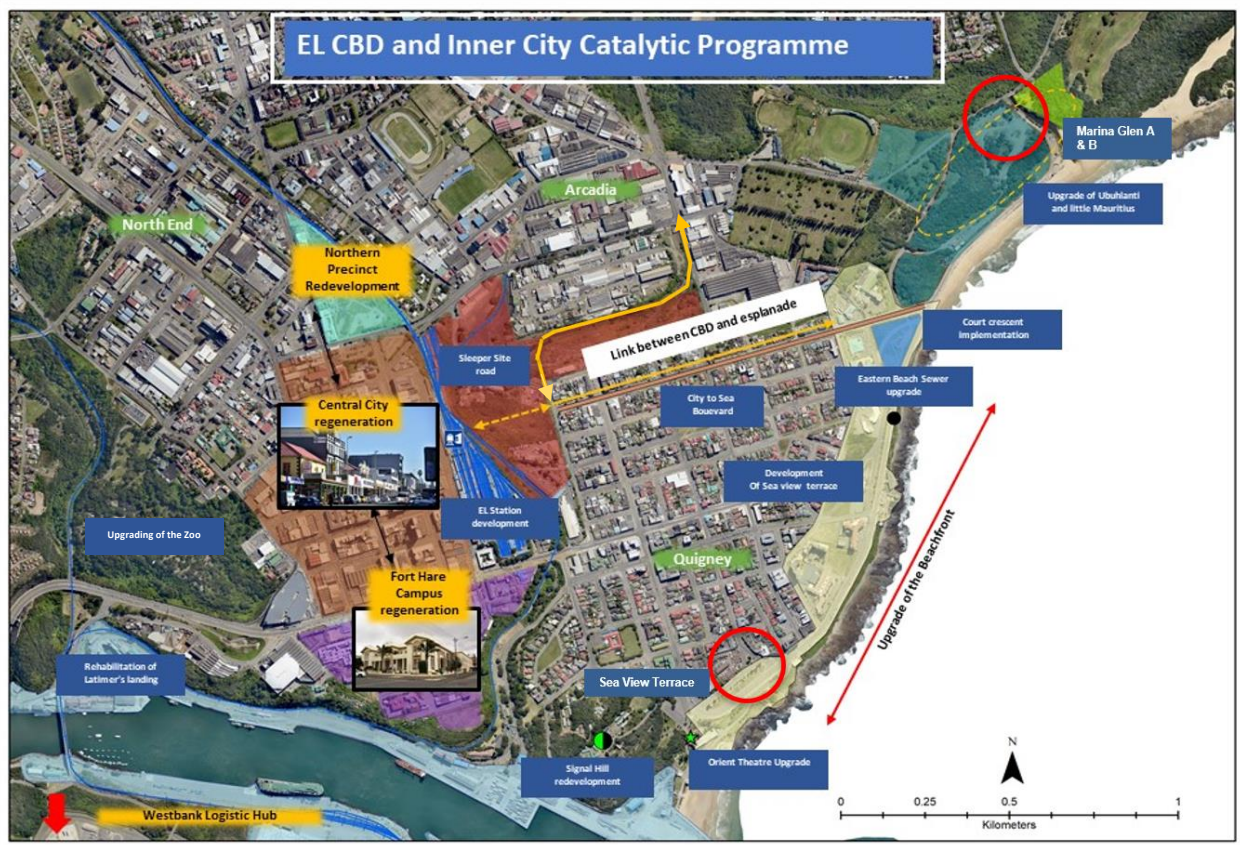 EL CBD and Inner City Catalytic Programme
Marina Glen A
& B
Arcadia
Upgrade of Ubuhlanti
and little Mauritius
North End
Northern
Precinct
Redevelopment
Link between CBD and esplanade
Court crescent
implementation
Sleeper Site
road
Eastern Beach Sewer
upgrade
City to Sea
Bouevard
Central City
regeneration
Development
Of Sea view terrace
EL Station
development
Upgrading of the Zoo
Quigney
Upgrade of the Beachfront
Fort Hare
Campus
regeneration
Rehabilitation of
Latimer's landing
Sea View Terrace
Signal Hill
redevelopment
Orient Theatre Upgrade
N
Westbank Logistic Hub
0 0.25 0.5 1
Kilometers